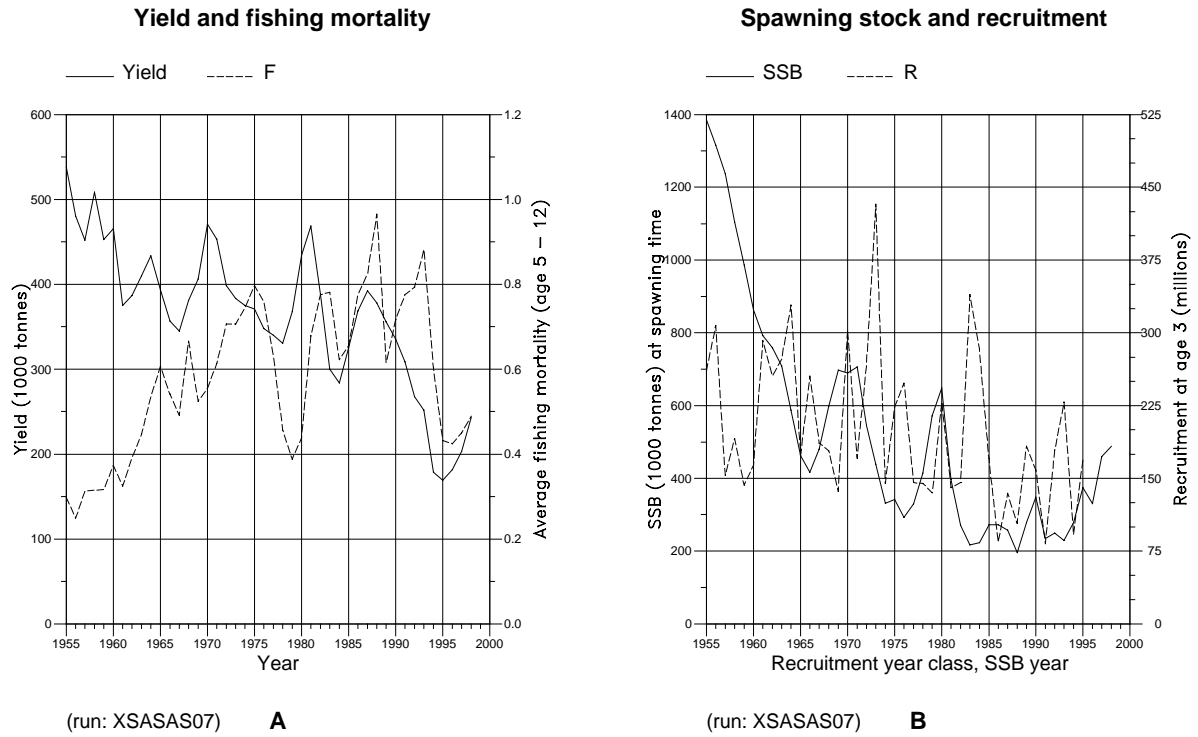 Yield and fishing mortality
Yield F
600
500
400
300
200
100
0
Yield (1000 tonnes)
1.2
1.0
0.8
0.6
0.4
0.2
0.0
Average fishing mortality (age 5 – 12)
1955 1960 1965 1970 1975 1980 1985 1990 1995 2000
Year
(run: XSASAS07) A
Spawning stock and recruitment
SSB R
1400
1200
1000
800
600
400
200
0
SSB (1000 tonnes) at spawning time
525
450
375
300
225
150
75
0
Recruitment at age 3 (millions)
1955 1960 1965 1970 1975 1980 1985 1990 1995 2000
Recruitment year class, SSB year
(run: XSASAS07) B